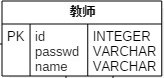 教师
PK id INTEGER
passwd VARCHAR
name VARCHAR